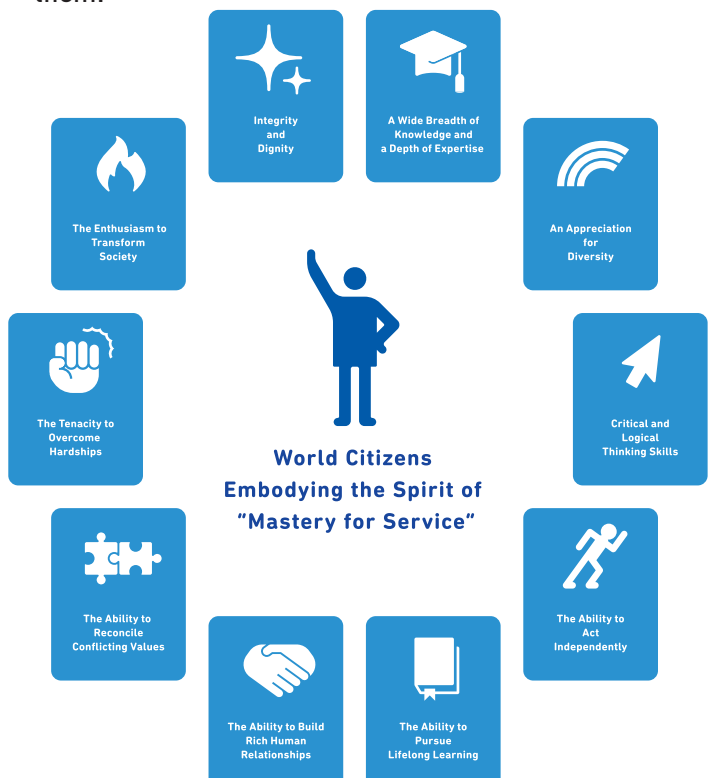 them.
Integrity
and
Dignity
A Wide Breadth of
Knowledge and
a Depth of Expertise
The Enthusiasm to
Transform
Society
An Appreciation
for
Diversity
The Tenacity to
Overcome
Hardships
Critical and
Logical
Thinking Skills
World Citizens
Embodying the Spirit of
"Mastery for Service"
The Ability to
Reconcile
Conflicting Values
The Ability to
Act
Independently
The Ability to Build
Rich Human
Relationships
The Ability to
Pursue
Lifelong Learning